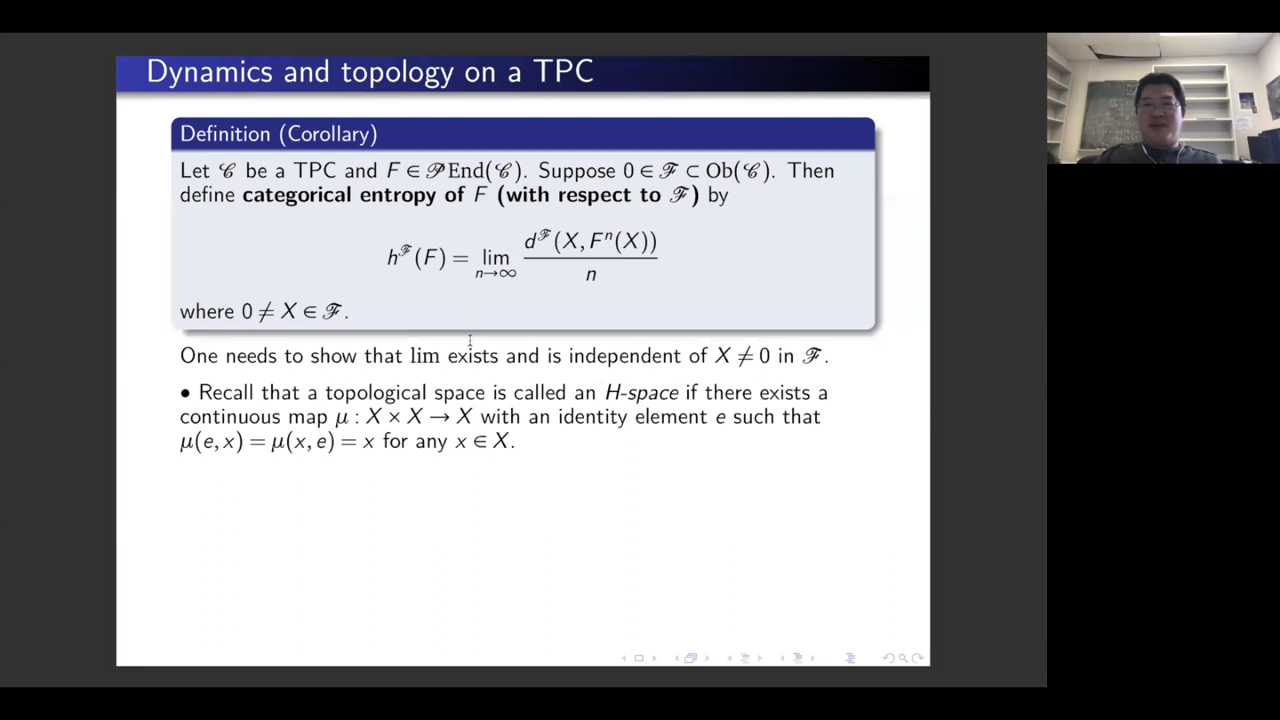 Dynamics and topology on a TPC
Definition (Corollary)
Let 𝒞 be a TPC and F ∈ 𝒫End(𝒞). Suppose 0 ∈ ℱ ⊂ Ob(𝒞). Then
define categorical entropy of F (with respect to ℱ) by
h^ℱ(F) = lim_{n→∞} d^ℱ(X, Fⁿ(X)) / n
where 0 ≠ X ∈ ℱ.
One needs to show that lim exists and is independent of X ≠ 0 in ℱ.
• Recall that a topological space is called an H-space if there exists a
continuous map μ : X × X → X with an identity element e such that
μ(e, x) = μ(x, e) = x for any x ∈ X.